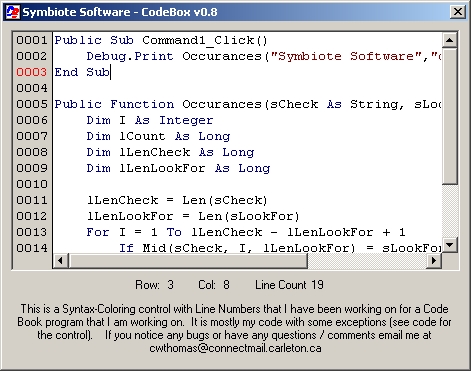 Symbiote Software - CodeBox v0.8
0001 Public Sub Command1_Click()
0002 Debug.Print Occurances("Symbiote Software","
0003 End Sub
0004
0005 Public Function Occurances(sCheck As String, sLoo
0006 Dim I As Integer
0007 Dim lCount As Long
0008 Dim lLenCheck As Long
0009 Dim lLenLookFor As Long
0010
0011 lLenCheck = Len(sCheck)
0012 lLenLookFor = Len(sLookFor)
0013 For I = 1 To lLenCheck - lLenLookFor + 1
0014 If Mid(sCheck, I, lLenLookFor) = sLookFo
Row: 3 Col: 8 Line Count 19
This is a Syntax-Coloring control with Line Numbers that I have been working on for a Code
Book program that I am working on. It is mostly my code with some exceptions (see code for
the control). If you notice any bugs or have any questions / comments email me at
cwthomas@connectmail.carleton.ca